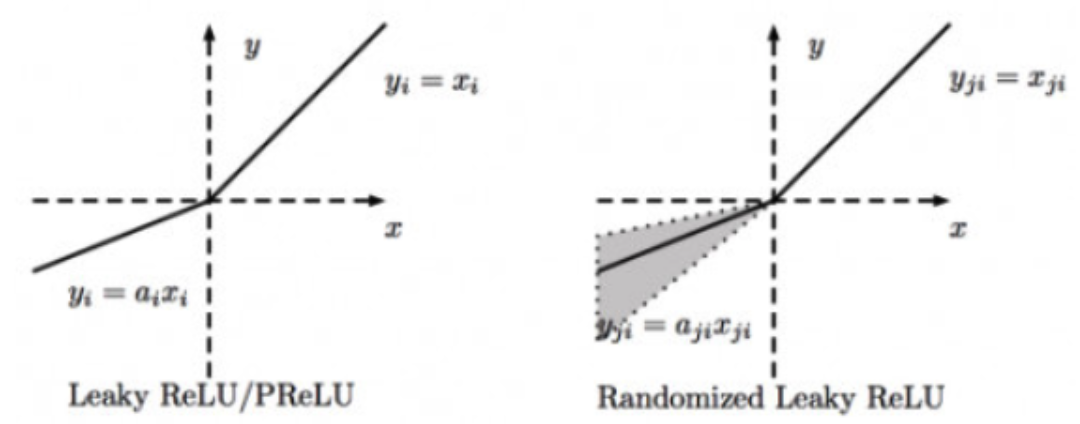 y
y_i = x_i
x
y_i = a_i x_i
Leaky ReLU/PReLU
y
y_{ji} = x_{ji}
x
y_{ji} = a_{ji} x_{ji}
Randomized Leaky ReLU